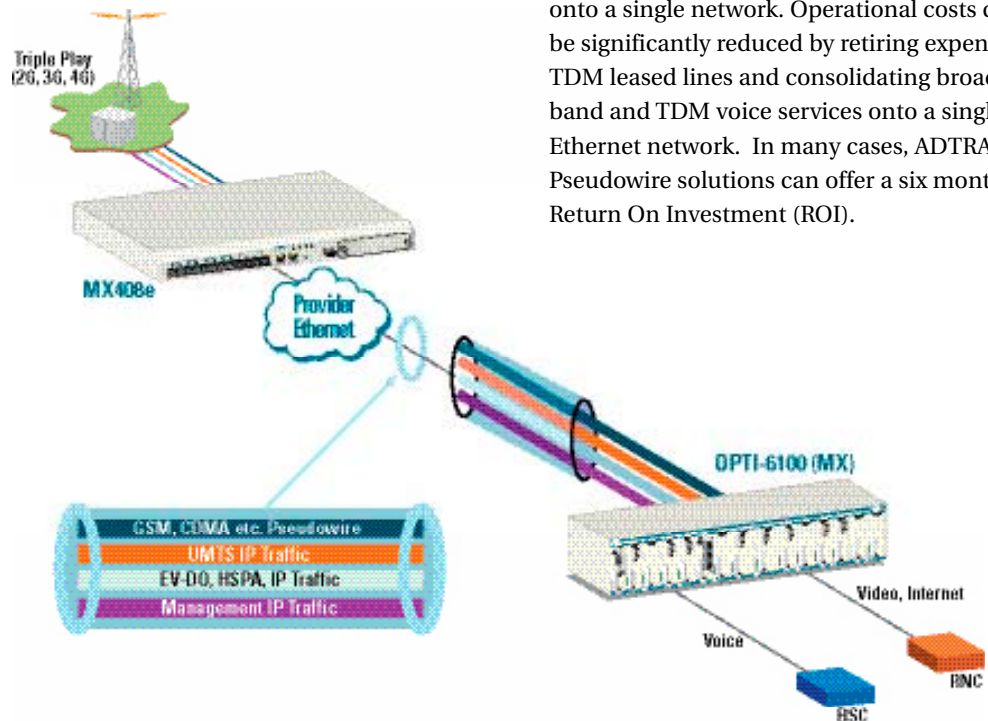 onto a single network. Operational costs c
be significantly reduced by retiring expen
TDM leased lines and consolidating broad
band and TDM voice services onto a singl
Ethernet network. In many cases, ADTRA
Pseudowire solutions can offer a six mont
Return On Investment (ROI).
Triple Play
(2G, 3G, 4G)
MX408e
Provider
Ethernet
OPTI-6100 (MX)
GSM, CDMA etc. Pseudowire
UMTS IP Traffic
EV-DO, HSPA, IP Traffic
Management IP Traffic
Video, Internet
Voice
RNC
BSC